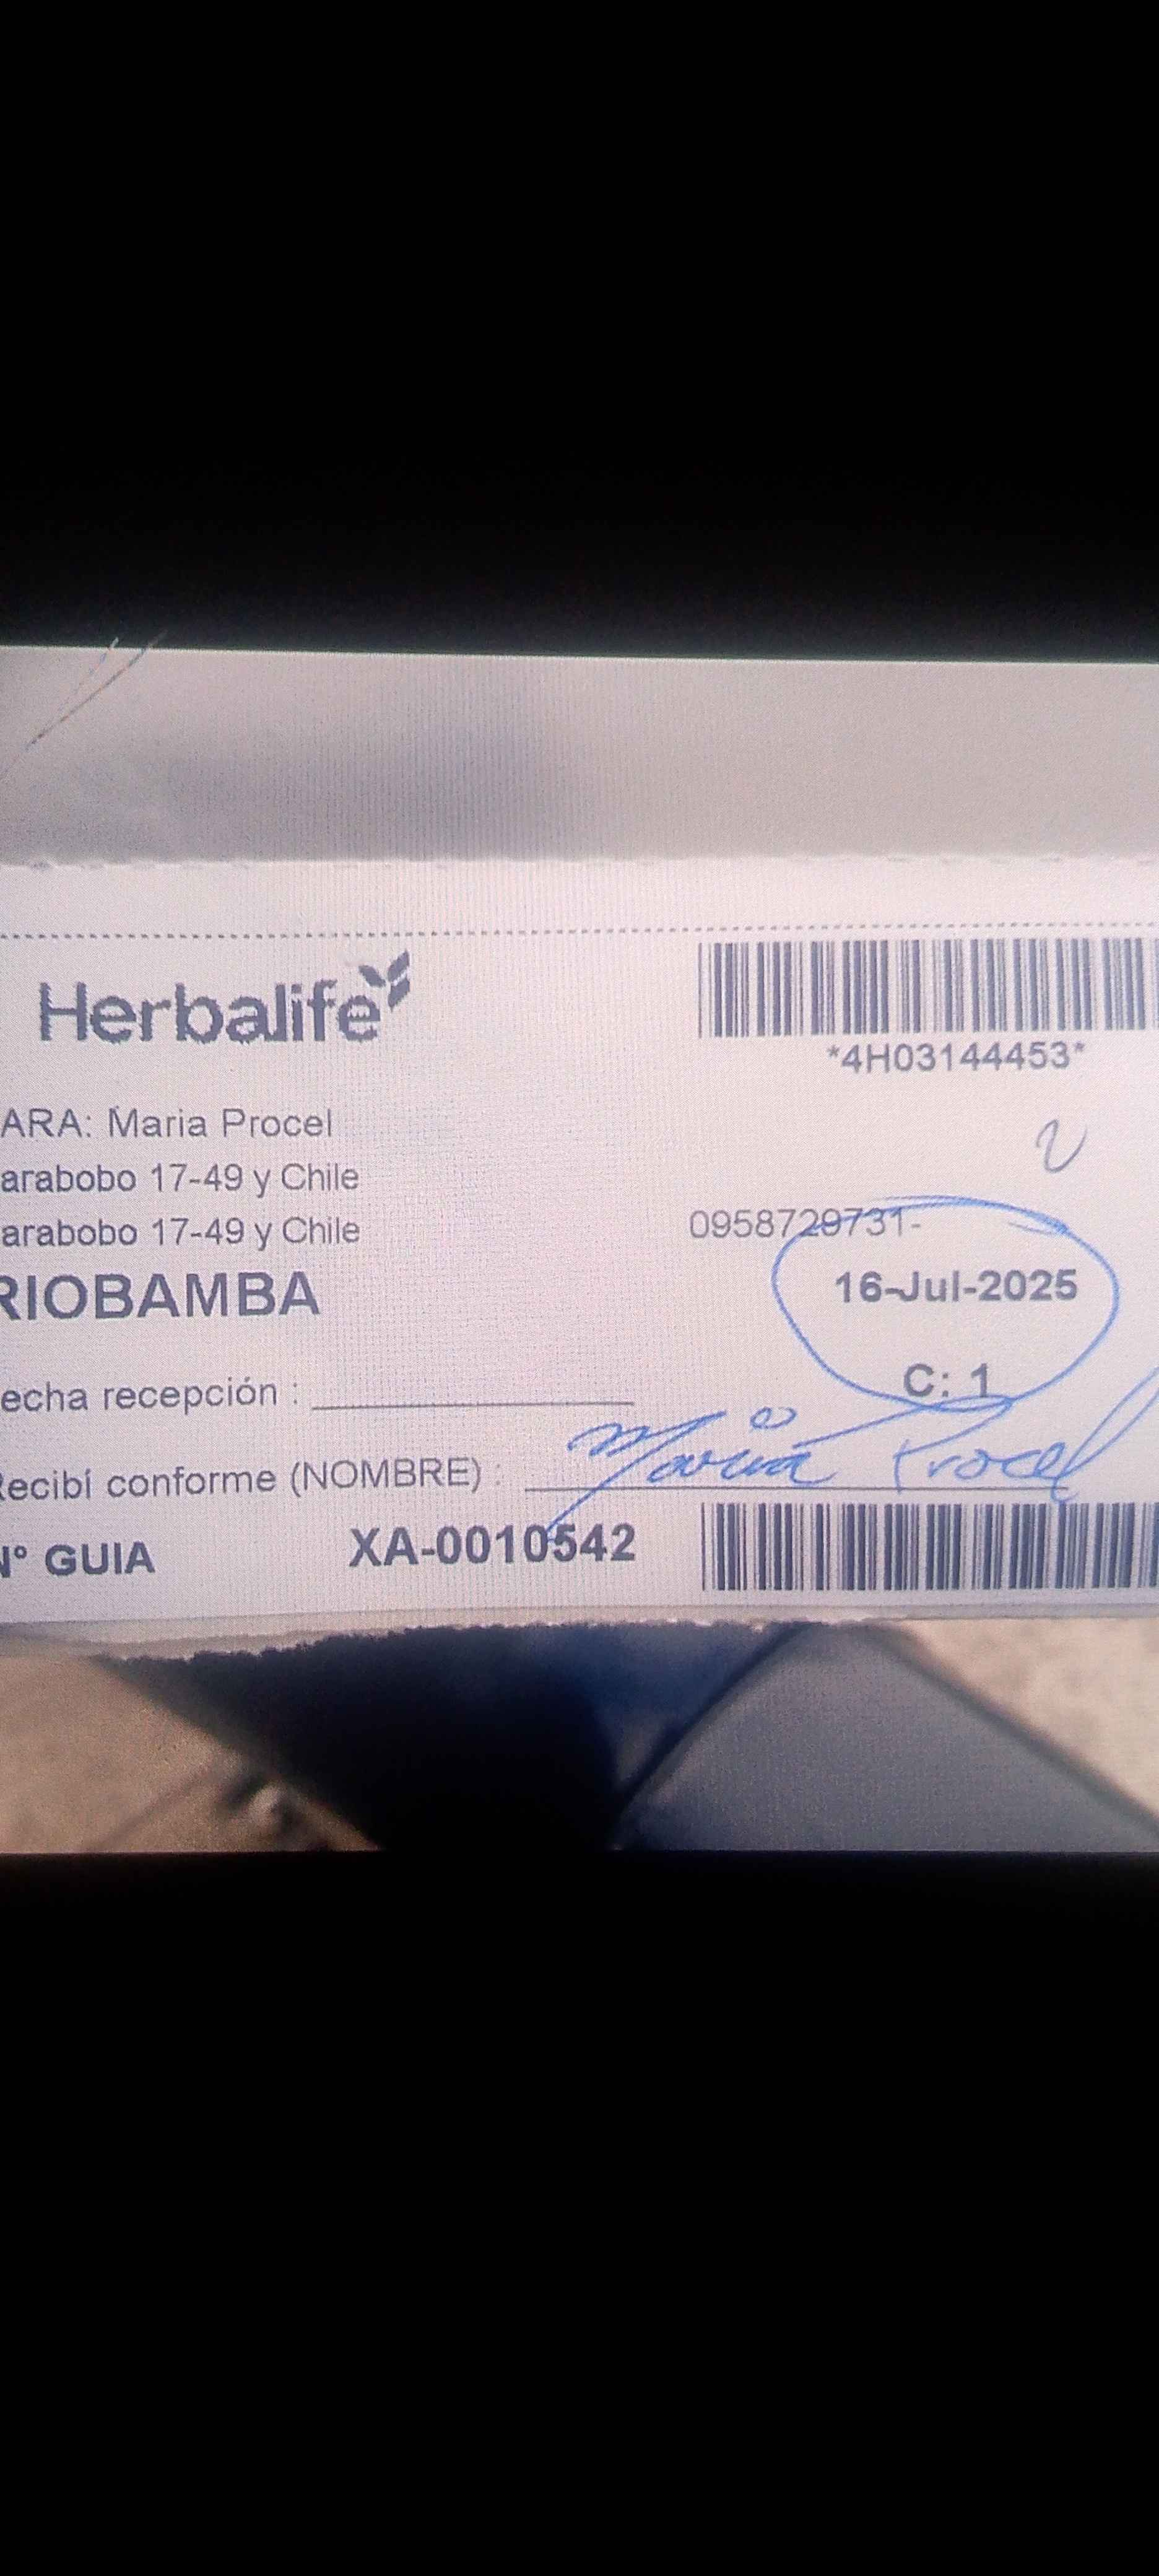 Herbalife
*4H03144453*
ARA: Maria Procel
arabobo 17-49 y Chile
arabobo 17-49 y Chile
0958729731-
RIOBAMBA
16-Jul-2025
C: 1
echa recepción :
Recibí conforme (NOMBRE) : Maria Procel
N° GUIA XA-0010542